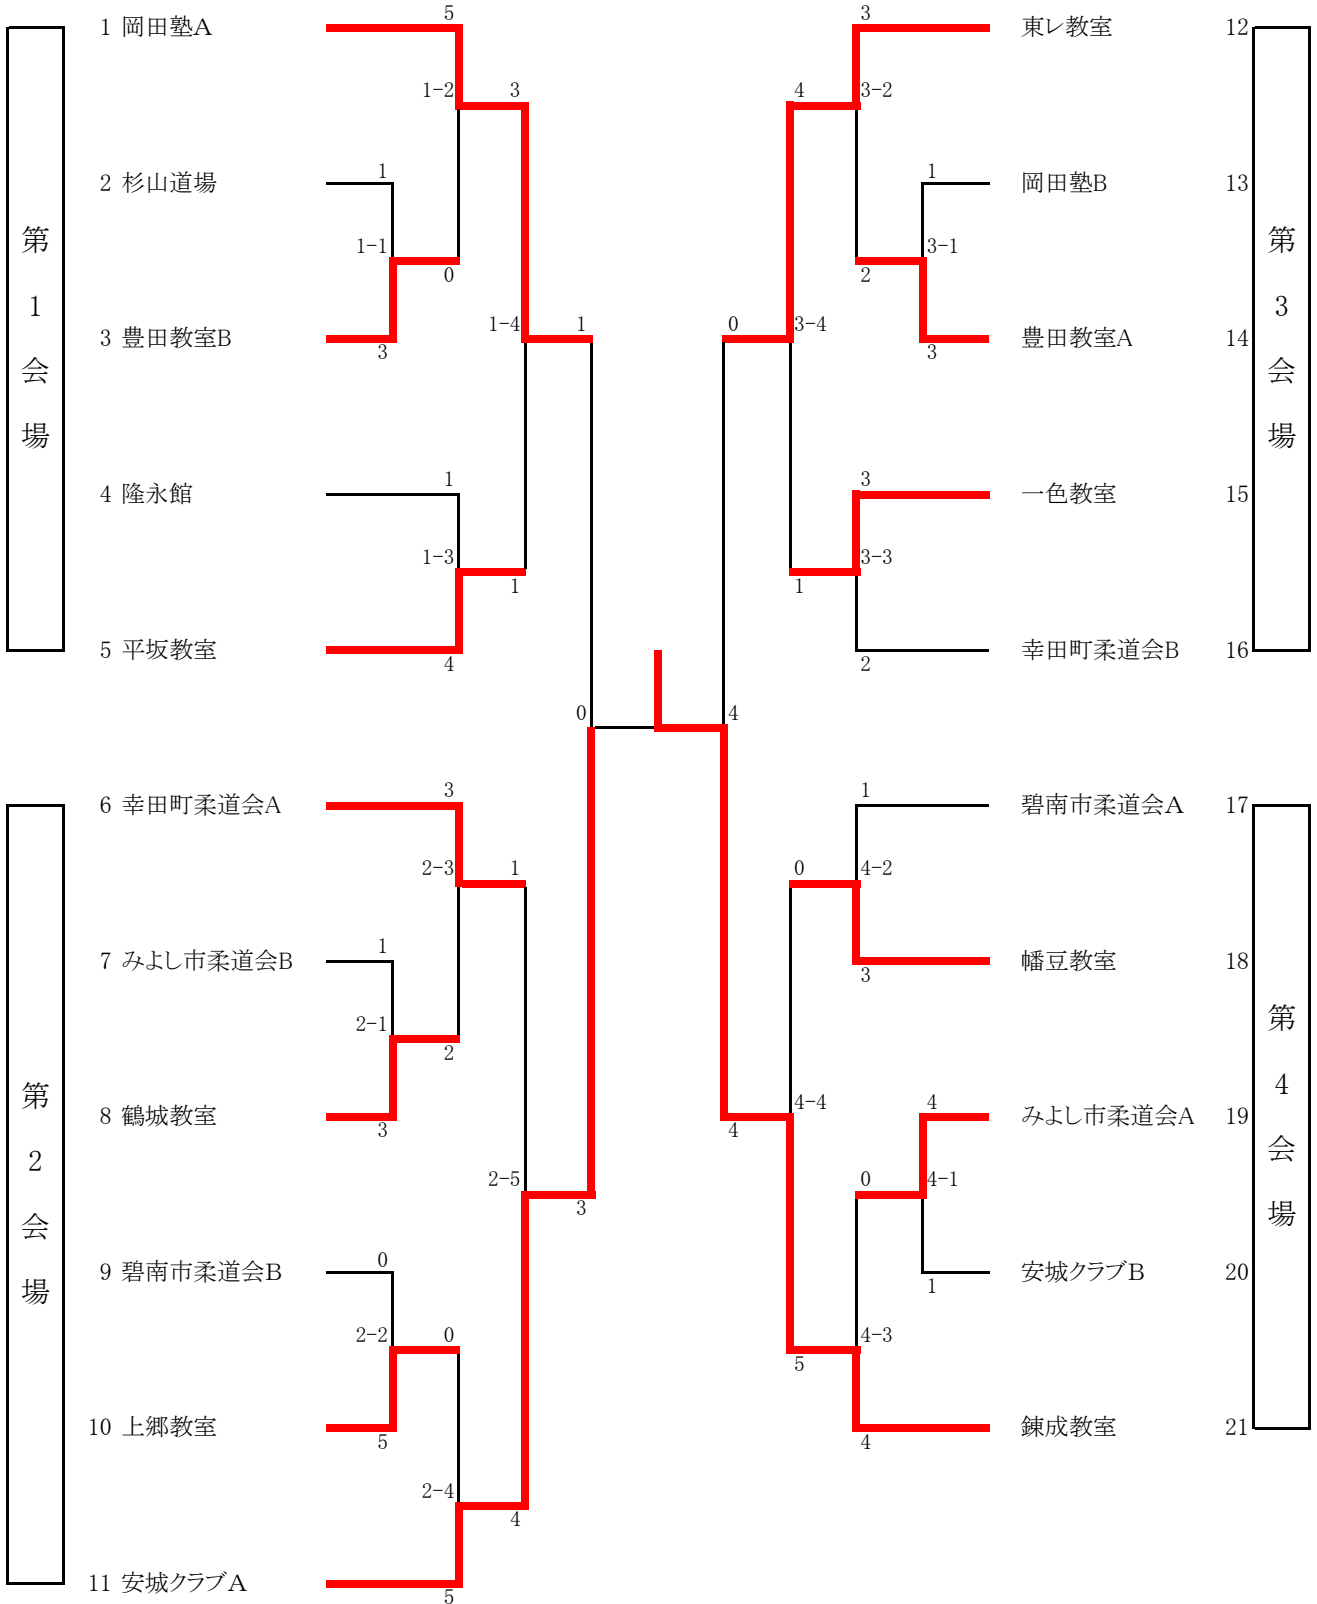 5
3
1 岡田塾A
東レ教室 12
1-2
3
4
3-2
1
1
2 杉山道場
岡田塾B 13
第1会場
第3会場
1-1
3-1
0
2
1-4
1
0
3-4
3 豊田教室B
豊田教室A 14
3
3
1
3
4 隆永館
一色教室 15
1-3
3-3
1
1
5 平坂教室
幸田町柔道会B 16
4
2
0
4
3
1
6 幸田町柔道会A
碧南市柔道会A 17
2-3
1
0
4-2
1
7 みよし市柔道会B
幡豆教室 18
3
第2会場
第4会場
2-1
2
4-4
4
8 鶴城教室
みよし市柔道会A 19
3
4
2-5
0
4-1
3
0
9 碧南市柔道会B
安城クラブB 20
1
2-2
0
4-3
5
10 上郷教室
錬成教室 21
5
4
2-4
4
11 安城クラブA
5